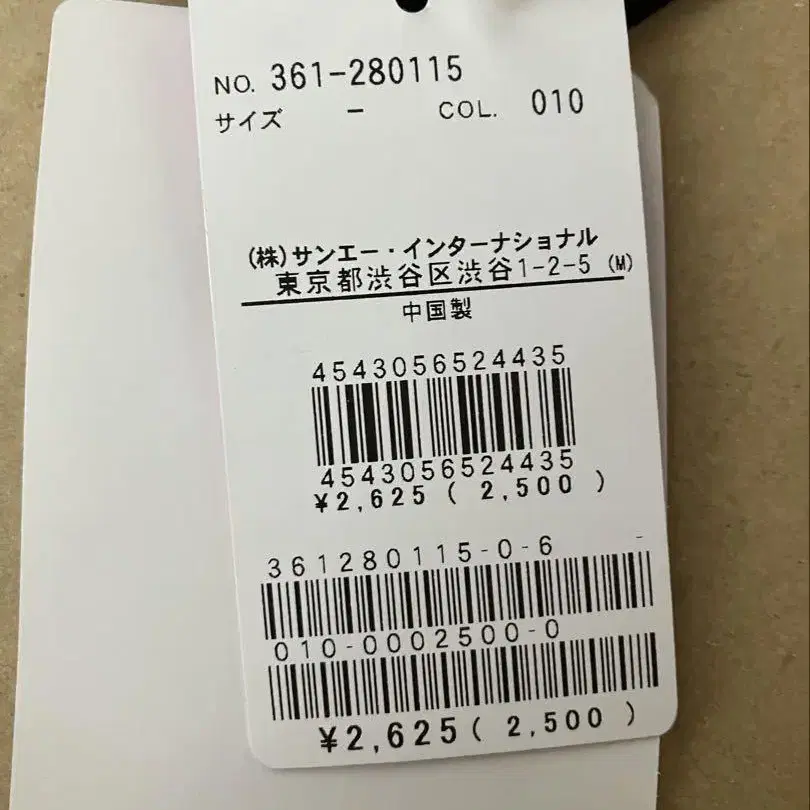 NO. 361-280115
サイズ - COL. 010
(株)サンエー・インターナショナル
東京都渋谷区渋谷1-2-5 (M)
中国製
4543056524435
4543056524435
¥2,625 ( 2,500 )
361280115-0-6 -
010-0002500-0
¥2,625( 2,500 )